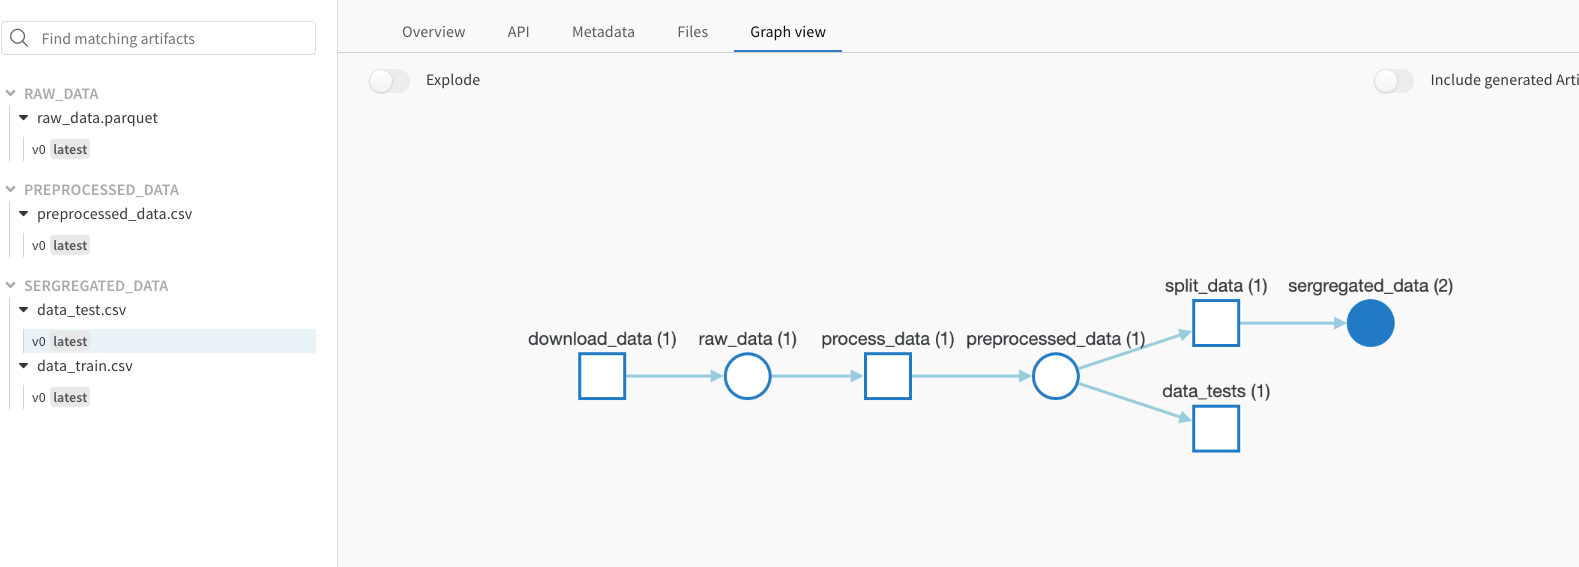 Find matching artifacts
RAW_DATA
raw_data.parquet
v0 latest
PREPROCESSED_DATA
preprocessed_data.csv
v0 latest
SERGREGATED_DATA
data_test.csv
v0 latest
data_train.csv
v0 latest
Overview API Metadata Files Graph view
Explode Include generated Arti
split_data (1) sergregated_data (2)
download_data (1) raw_data (1) process_data (1) preprocessed_data (1)
data_tests (1)